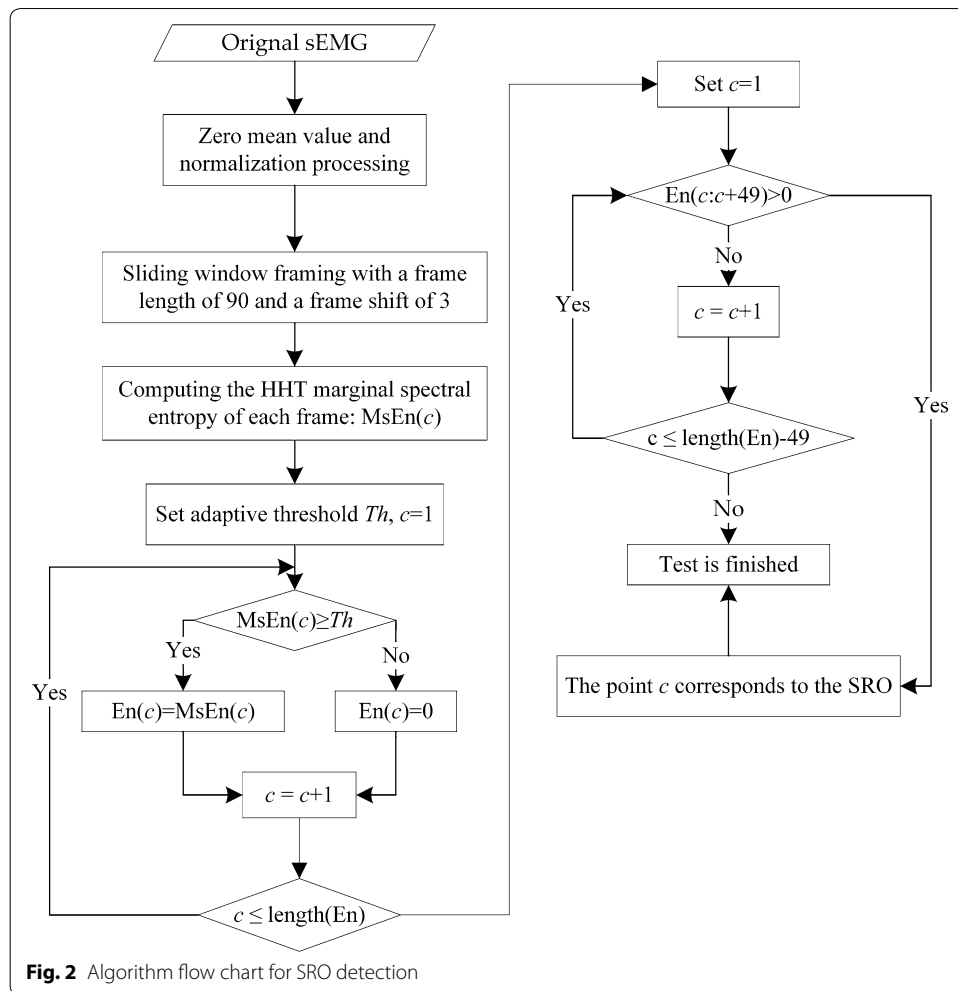 Orignal sEMG
Zero mean value and
normalization processing
Sliding window framing with a frame
length of 90 and a frame shift of 3
Computing the HHT marginal spectral
entropy of each frame: MsEn(c)
Set adaptive threshold Th, c=1
MsEn(c)≥Th
Yes
No
Yes
En(c)=MsEn(c)
En(c)=0
c = c+1
c ≤ length(En)
Set c=1
En(c:c+49)>0
No
Yes
c = c+1
Yes
c ≤ length(En)-49
No
Test is finished
The point c corresponds to the SRO
Fig. 2 Algorithm flow chart for SRO detection